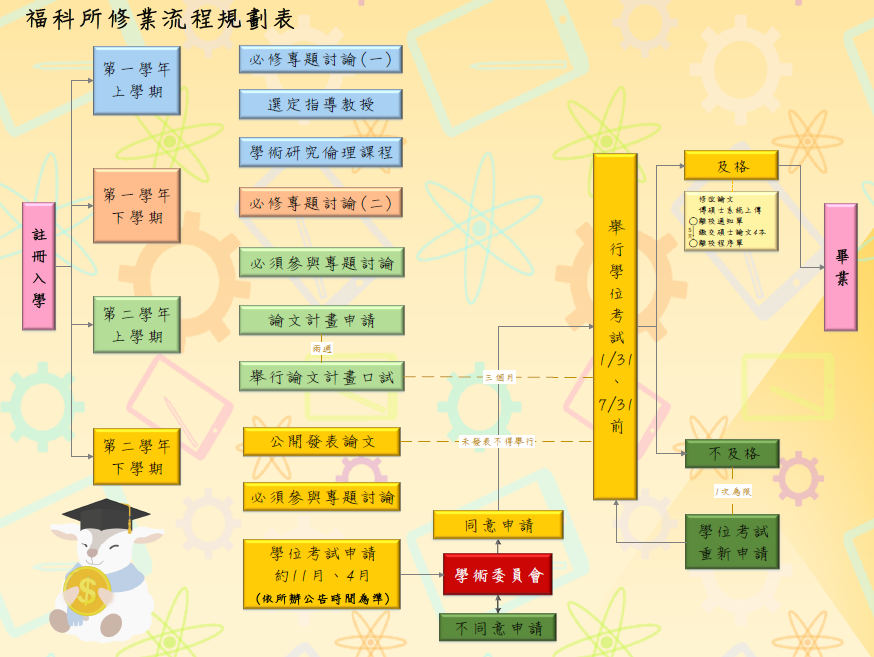 福科所修業流程規劃表
註冊入學
第一學年
上學期
必修專題討論(一)
選定指導教授
學術研究倫理課程
第一學年
下學期
必修專題討論(二)
第二學年
上學期
必須參與專題討論
論文計畫申請
兩週
舉行論文計畫口試
三個月
第二學年
下學期
公開發表論文
未發表不得舉行
必須參與專題討論
學位考試申請
約11月、4月
(依所辦公告時間為準)
同意申請
學術委員會
不同意申請
舉行學位考試1/31、7/31前
及格
修正論文
傳碩士系統上傳
離校通知單
繳交碩士論文4本
離校程序單
不及格
1次為限
學位考試
重新申請
畢業